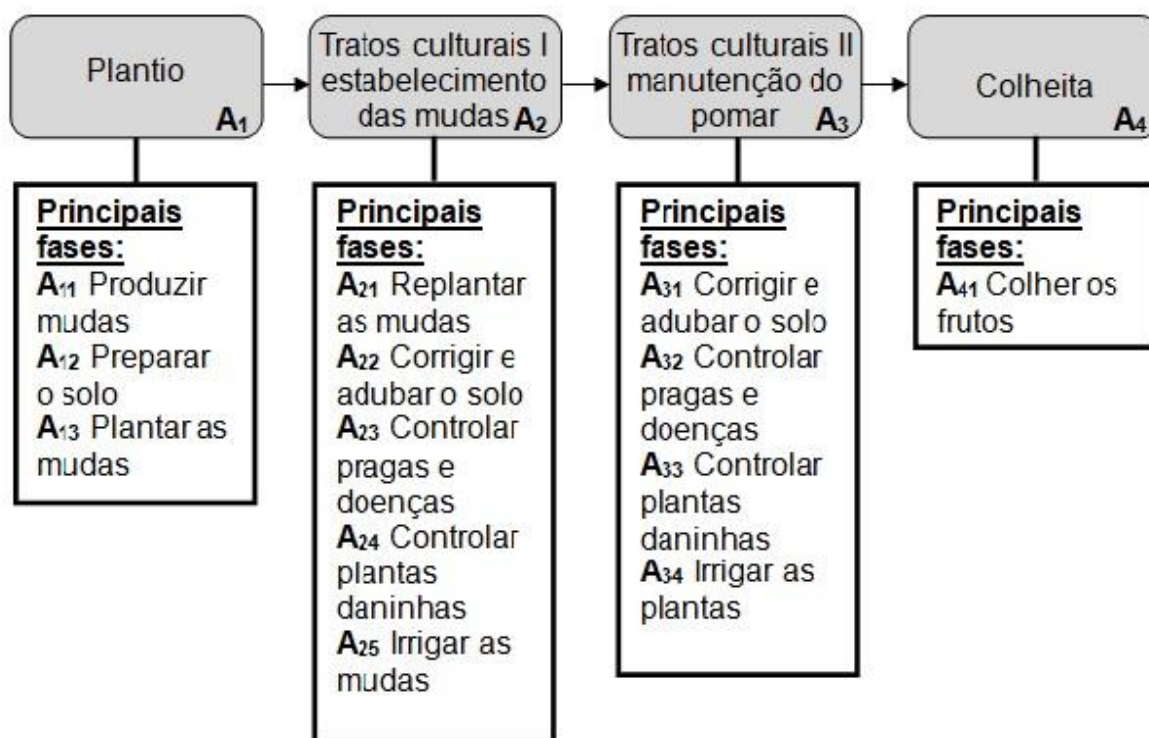 Plantio
A₁
Tratos culturais I
estabelecimento
das mudas A₂
Tratos culturais II
manutenção do
pomar A₃
Colheita
A₄
Principais
fases:
A₁₁ Produzir
mudas
A₁₂ Preparar
o solo
A₁₃ Plantar as
mudas
Principais
fases:
A₂₁ Replantar
as mudas
A₂₂ Corrigir e
adubar o solo
A₂₃ Controlar
pragas e
doenças
A₂₄ Controlar
plantas
daninhas
A₂₅ Irrigar as
mudas
Principais
fases:
A₃₁ Corrigir e
adubar o solo
A₃₂ Controlar
pragas e
doenças
A₃₃ Controlar
plantas
daninhas
A₃₄ Irrigar as
plantas
Principais
fases:
A₄₁ Colher os
frutos